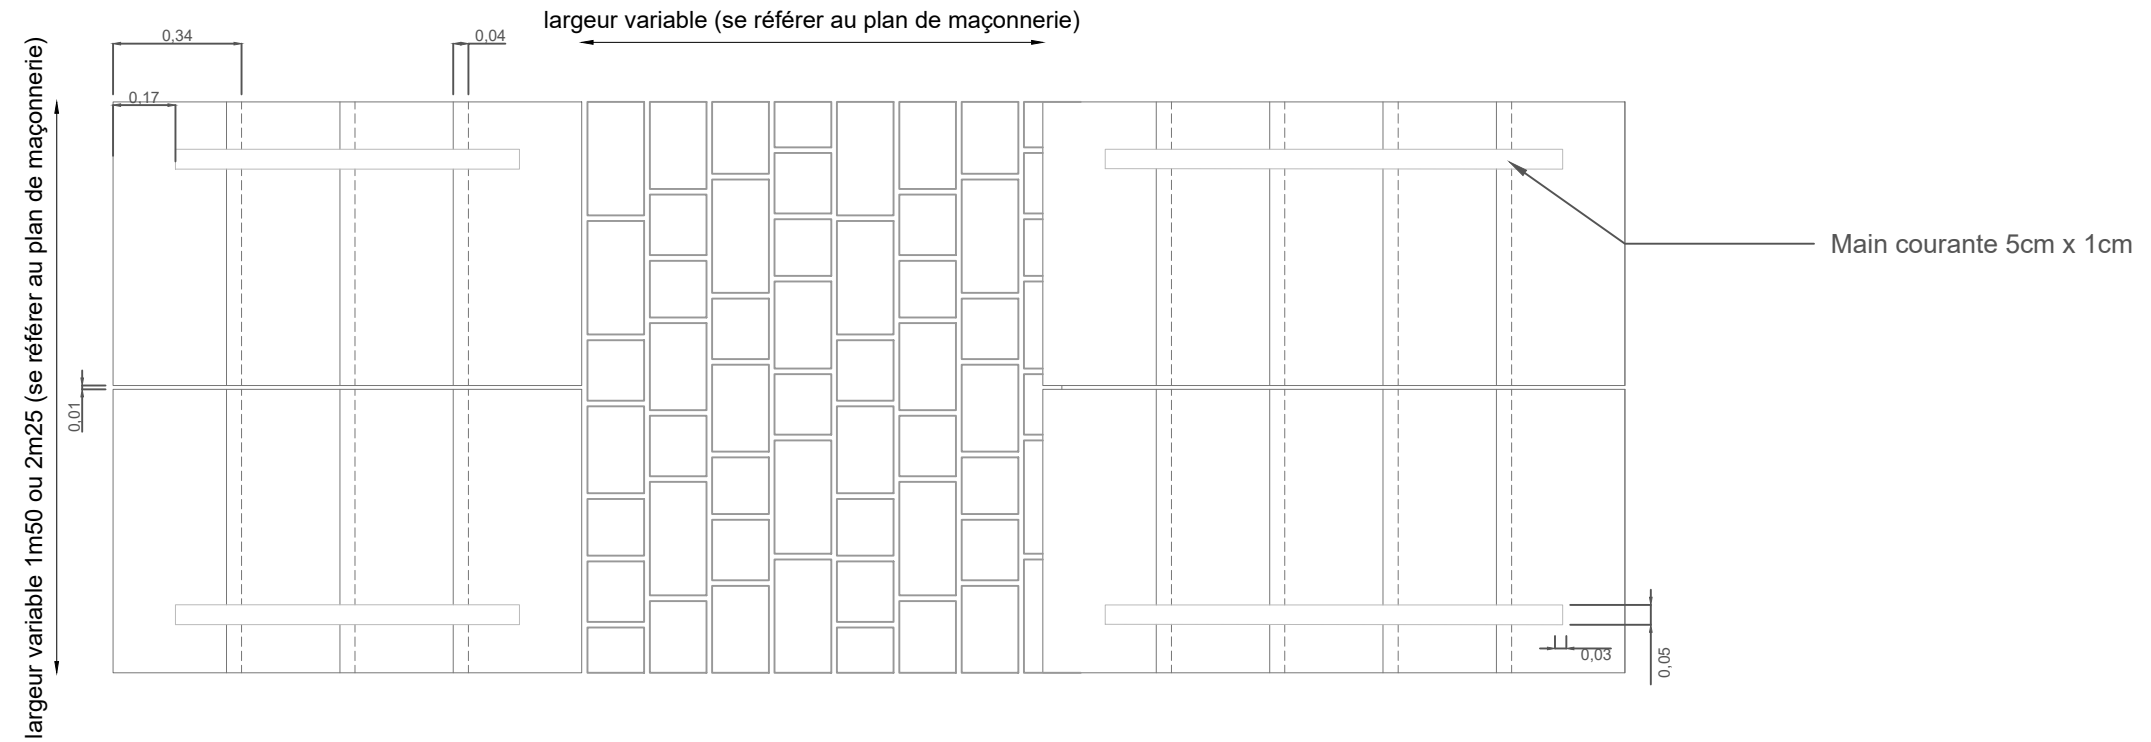 largeur variable (se référer au plan de maçonnerie)
0,34
0,04
0,17
largeur variable 1m50 ou 2m25 (se référer au plan de maçonnerie)
Main courante 5cm x 1cm
0,01
0,03
0,05